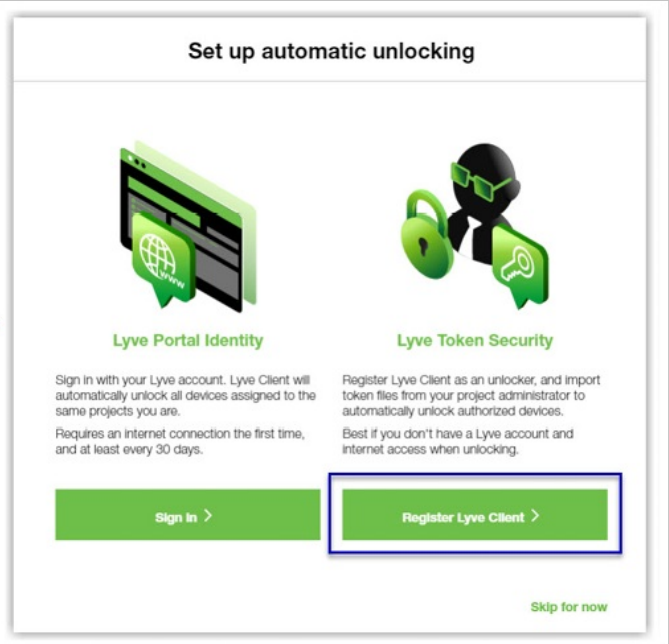 Set up automatic unlocking
www
Lyve Portal Identity
Sign in with your Lyve account. Lyve Client will
automatically unlock all devices assigned to the
same projects you are.
Requires an internet connection the first time,
and at least every 30 days.
Sign in >
Lyve Token Security
Register Lyve Client as an unlocker, and import
token files from your project administrator to
automatically unlock authorized devices.
Best if you don't have a Lyve account and
internet access when unlocking.
Register Lyve Client >
Skip for now